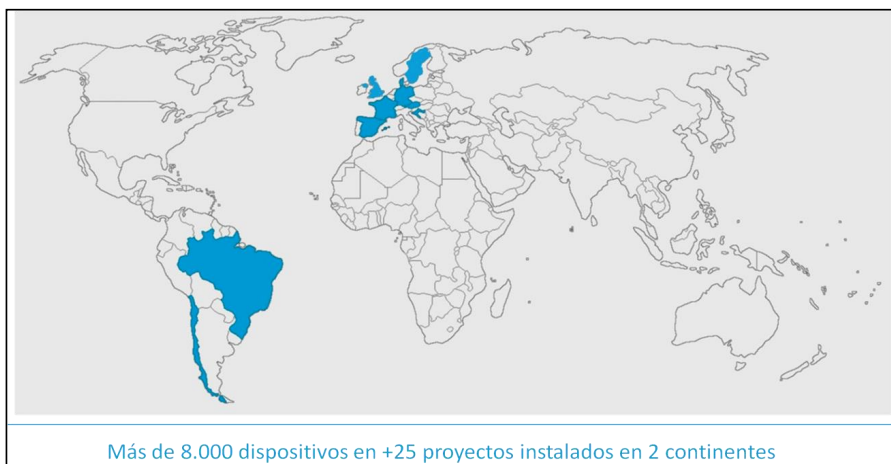 Más de 8.000 dispositivos en +25 proyectos instalados en 2 continentes